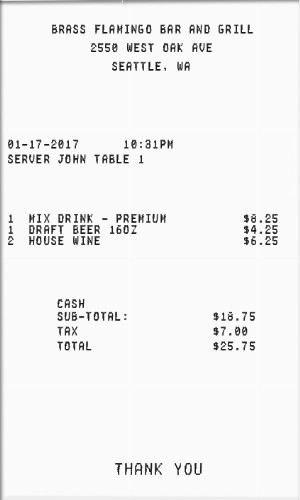 BRASS FLAMINGO BAR AND GRILL
2550 WEST OAK AVE
SEATTLE, WA
01-17-2017 10:31PM
SERVER JOHN TABLE 1
1 MIX DRINK - PREMIUM $8.25
1 DRAFT BEER 16OZ $4.25
2 HOUSE WINE $6.25
CASH
SUB-TOTAL: $18.75
TAX $7.00
TOTAL $25.75
THANK YOU